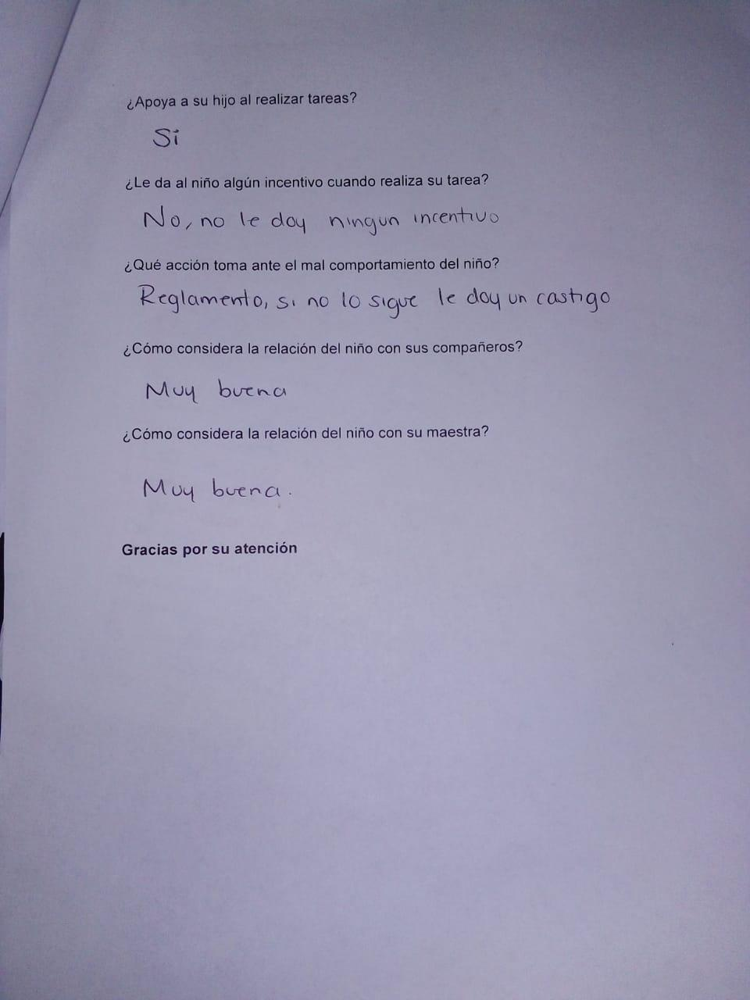 ¿Apoya a su hijo al realizar tareas?
Si
¿Le da al niño algún incentivo cuando realiza su tarea?
No, no le doy ningun incentivo
¿Qué acción toma ante el mal comportamiento del niño?
Reglamento, si no lo sigue le doy un castigo
¿Cómo considera la relación del niño con sus compañeros?
Muy buena
¿Cómo considera la relación del niño con su maestra?
Muy buena.
Gracias por su atención